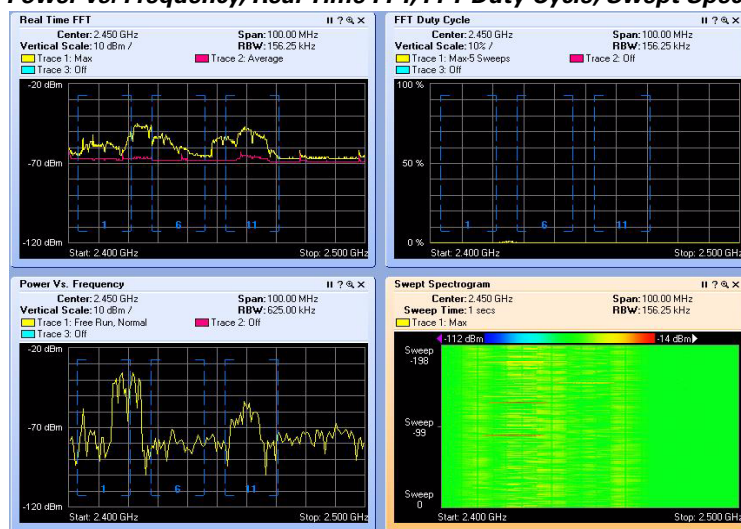 Power vs. Frequency/Real Time FFT/FFT Duty Cycle/Swept Spec
Real Time FFT
Center: 2.450 GHz Span: 100.00 MHz
Vertical Scale: 10 dBm / RBW: 156.25 kHz
Trace 1: Max Trace 2: Average
Trace 3: Off
-20 dBm
-70 dBm
-120 dBm
1 6 11
Start: 2.400 GHz Stop: 2.500 GHz
FFT Duty Cycle
Center: 2.450 GHz Span: 100.00 MHz
Vertical Scale: 10% / RBW: 156.25 kHz
Trace 1: Max-5 Sweeps Trace 2: Off
Trace 3: Off
100 %
50 %
0 %
1 6 11
Start: 2.400 GHz Stop: 2.500 GHz
Power Vs. Frequency
Center: 2.450 GHz Span: 100.00 MHz
Vertical Scale: 10 dBm / RBW: 625.00 kHz
Trace 1: Free Run, Normal Trace 2: Off
Trace 3: Off
-20 dBm
-70 dBm
-120 dBm
1 6 11
Start: 2.400 GHz Stop: 2.500 GHz
Swept Spectrogram
Center: 2.450 GHz Span: 100.00 MHz
Sweep Time: 1 secs RBW: 156.25 kHz
Trace 1: Max
-112 dBm -14 dBm
Sweep
-198
Sweep
-99
Sweep
0
Start: 2.400 GHz Stop: 2.500 GHz